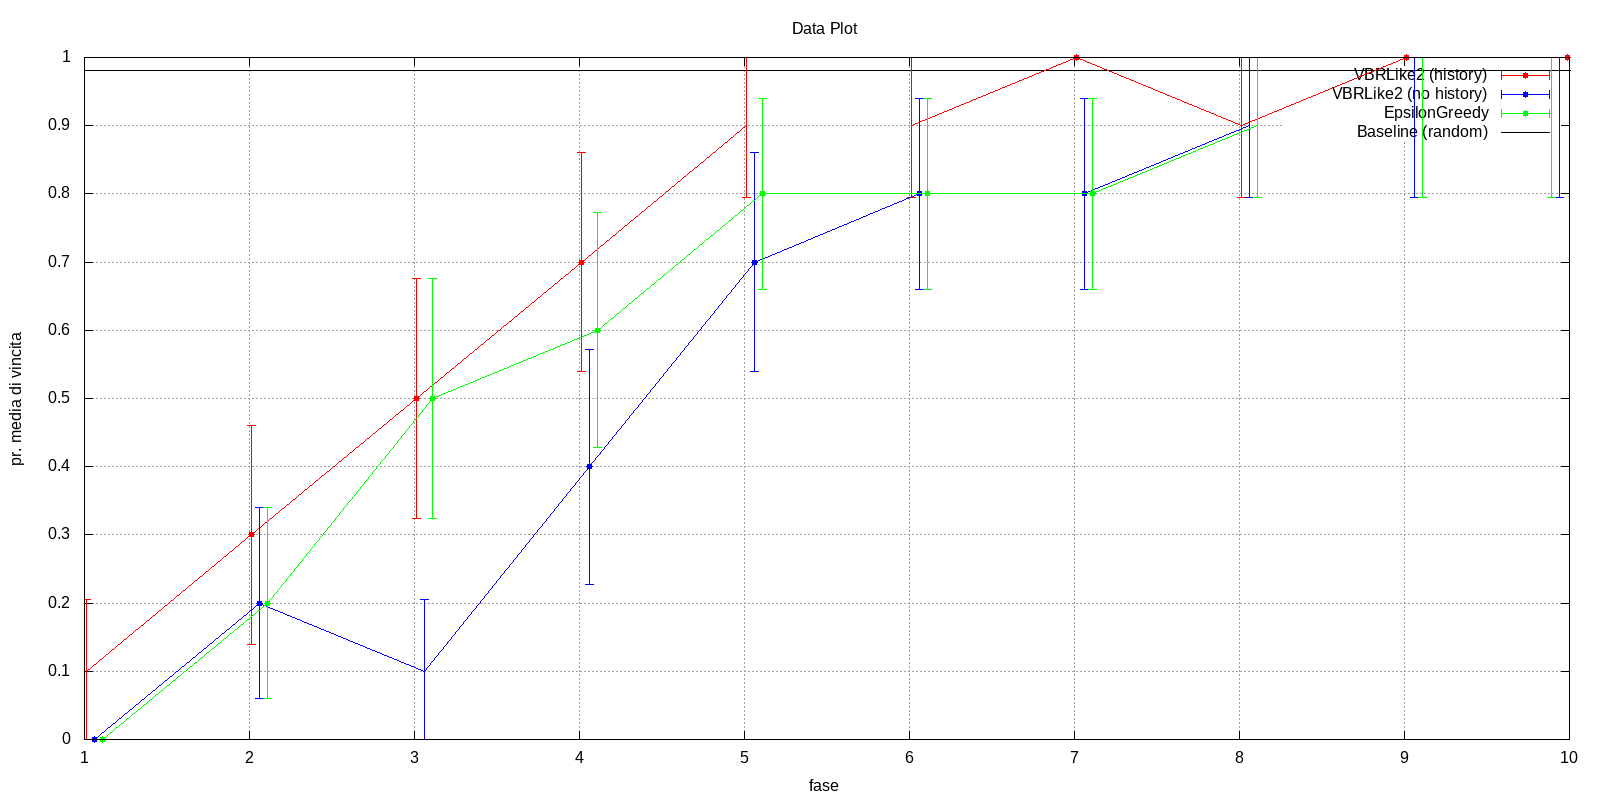 Data Plot
1
VBRLike2 (history)
VBRLike2 (no history)
EpsilonGreedy
Baseline (random)
0.9
0.8
0.7
0.6
0.5
0.4
0.3
0.2
0.1
0
pr. media di vincita
1 2 3 4 5 6 7 8 9 10
fase